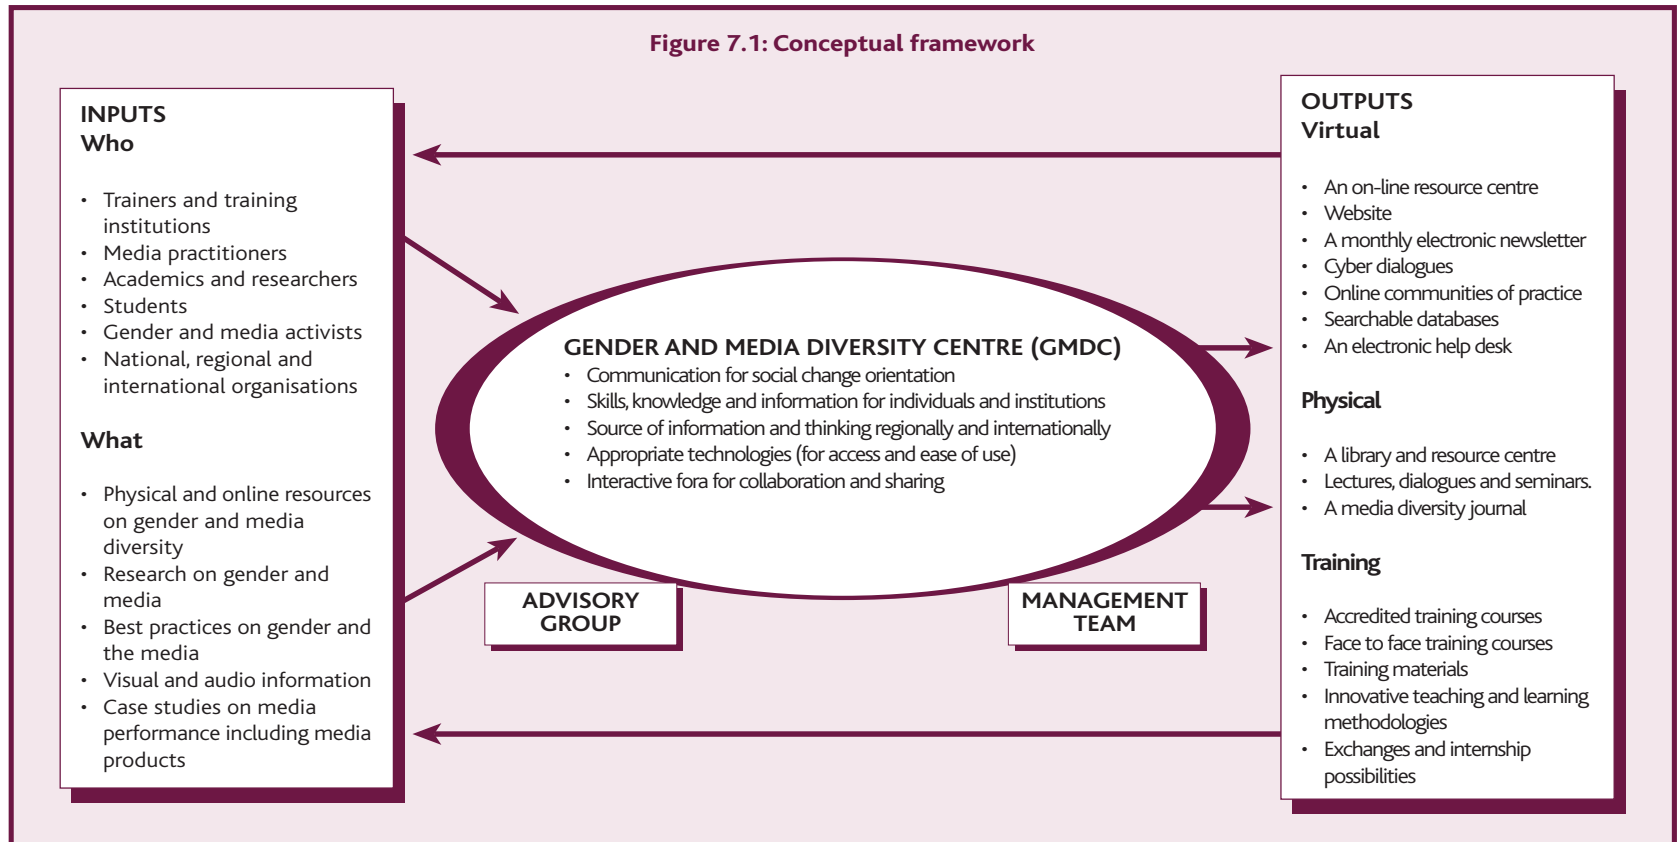 Figure 7.1: Conceptual framework
INPUTS
Who
• Trainers and training
institutions
• Media practitioners
• Academics and researchers
• Students
• Gender and media activists
• National, regional and
international organisations
What
• Physical and online resources
on gender and media
diversity
• Research on gender and
media
• Best practices on gender and
the media
• Visual and audio information
• Case studies on media
performance including media
products
GENDER AND MEDIA DIVERSITY CENTRE (GMDC)
• Communication for social change orientation
• Skills, knowledge and information for individuals and institutions
• Source of information and thinking regionally and internationally
• Appropriate technologies (for access and ease of use)
• Interactive fora for collaboration and sharing
ADVISORY
GROUP
MANAGEMENT
TEAM
OUTPUTS
Virtual
• An on-line resource centre
• Website
• A monthly electronic newsletter
• Cyber dialogues
• Online communities of practice
• Searchable databases
• An electronic help desk
Physical
• A library and resource centre
• Lectures, dialogues and seminars.
• A media diversity journal
Training
• Accredited training courses
• Face to face training courses
• Training materials
• Innovative teaching and learning
methodologies
• Exchanges and internship
possibilities